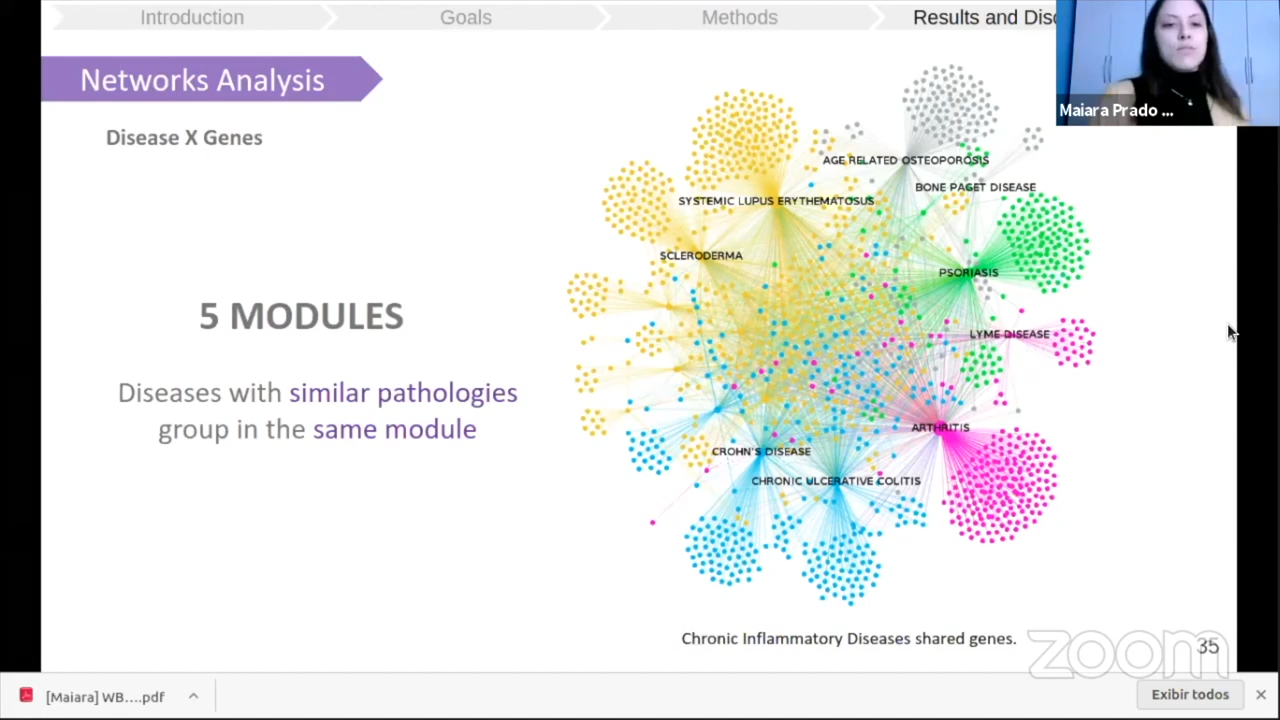 Introduction
Goals
Methods
Results and Disc
Networks Analysis
Disease X Genes
5 MODULES
Diseases with similar pathologies
group in the same module
AGE RELATED OSTEOPOROSIS
BONE PAGET DISEASE
SYSTEMIC LUPUS ERYTHEMATOSUS
SCLERODERMA
PSORIASIS
LYME DISEASE
ARTHRITIS
CROHN'S DISEASE
CHRONIC ULCERATIVE COLITIS
Chronic Inflammatory Diseases shared genes.
Maiara Prado ...
zoom
35
[Maiara] WB....pdf
Exibir todos